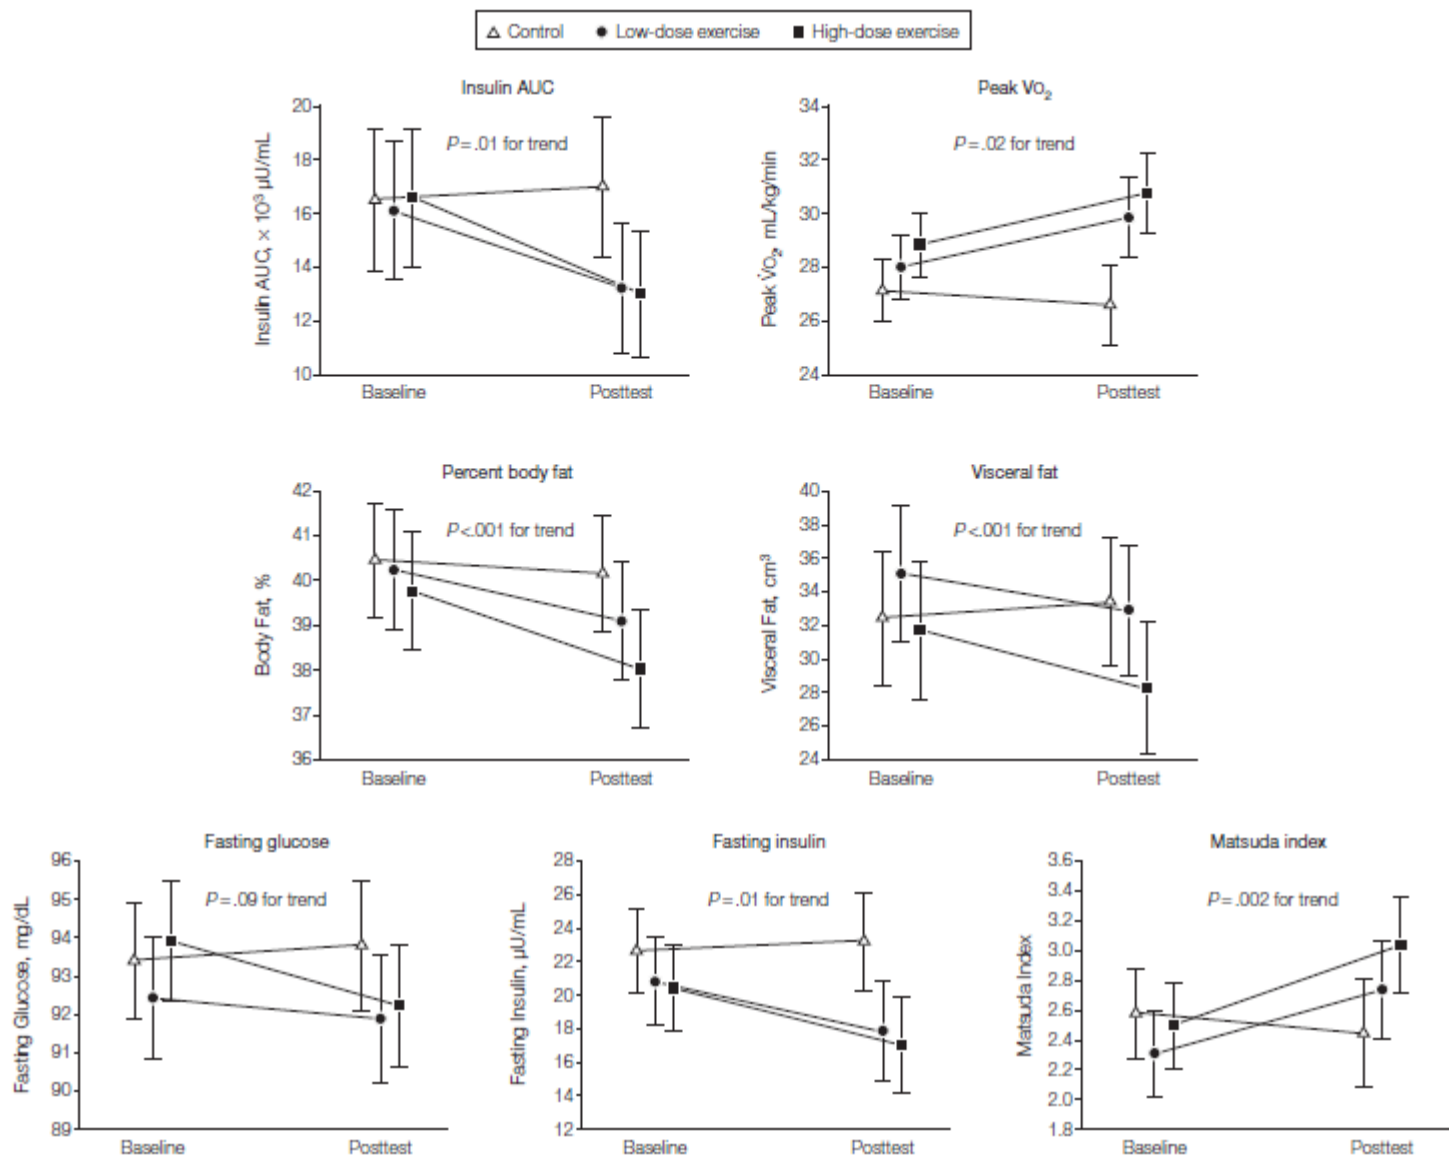 Control Low-dose exercise High-dose exercise
Insulin AUC
Insulin AUC, × 10³ µU/mL
20
18
16
14
12
10
P=.01 for trend
Baseline Posttest
Peak VO₂
Peak V̇O₂, mL/kg/min
34
32
30
28
26
24
P=.02 for trend
Baseline Posttest
Percent body fat
Body Fat, %
42
41
40
39
38
37
36
P<.001 for trend
Baseline Posttest
Visceral fat
Visceral Fat, cm³
40
38
36
34
32
30
28
26
24
P<.001 for trend
Baseline Posttest
Fasting glucose
Fasting Glucose, mg/dL
96
95
94
93
92
91
90
89
P=.09 for trend
Baseline Posttest
Fasting insulin
Fasting Insulin, µU/mL
28
26
24
22
20
18
16
14
12
P=.01 for trend
Baseline Posttest
Matsuda index
Matsuda Index
3.6
3.4
3.2
3.0
2.8
2.6
2.4
2.2
2.0
1.8
P=.002 for trend
Baseline Posttest